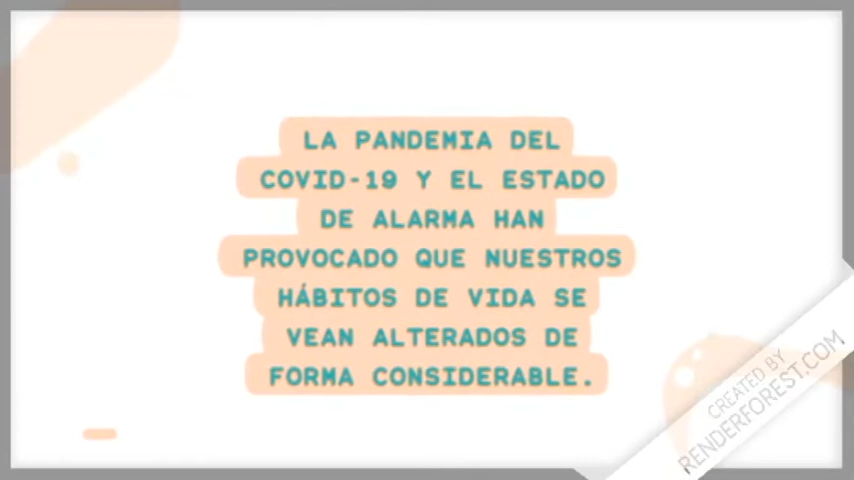 LA PANDEMIA DEL
COVID-19 Y EL ESTADO
DE ALARMA HAN
PROVOCADO QUE NUESTROS
HÁBITOS DE VIDA SE
VEAN ALTERADOS DE
FORMA CONSIDERABLE.
CREATED BY
RENDERFOREST.COM